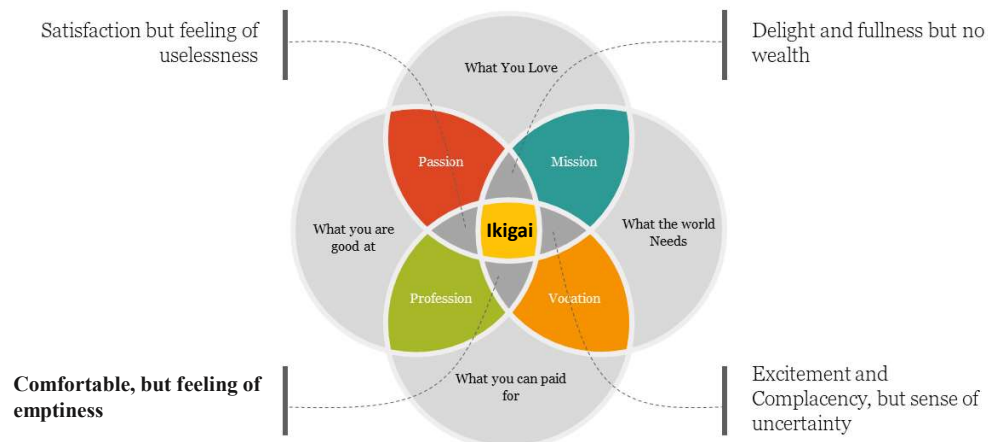 Satisfaction but feeling of
uselessness
Delight and fullness but no
wealth
What You Love
Passion
Mission
What you are
good at
Ikigai
What the world
Needs
Profession
Vocation
What you can paid
for
Comfortable, but feeling of
emptiness
Excitement and
Complacency, but sense of
uncertainty